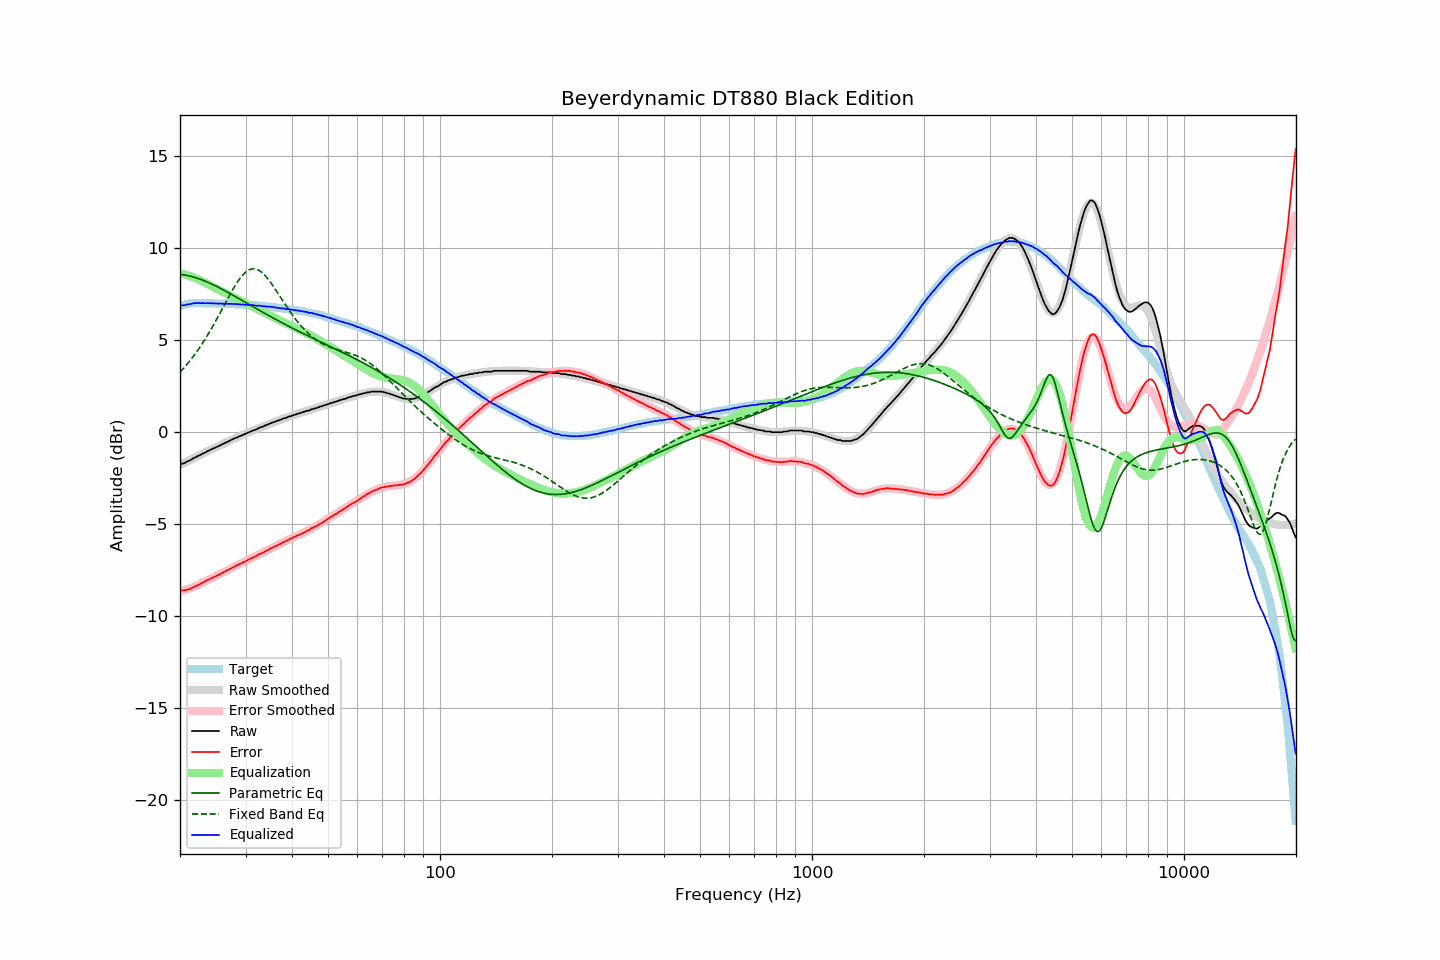 Beyerdynamic DT880 Black Edition
15
10
5
0
−5
−10
−15
−20
Amplitude (dBr)
Target
Raw Smoothed
Error Smoothed
Raw
Error
Equalization
Parametric Eq
Fixed Band Eq
Equalized
100
1000
10000
Frequency (Hz)